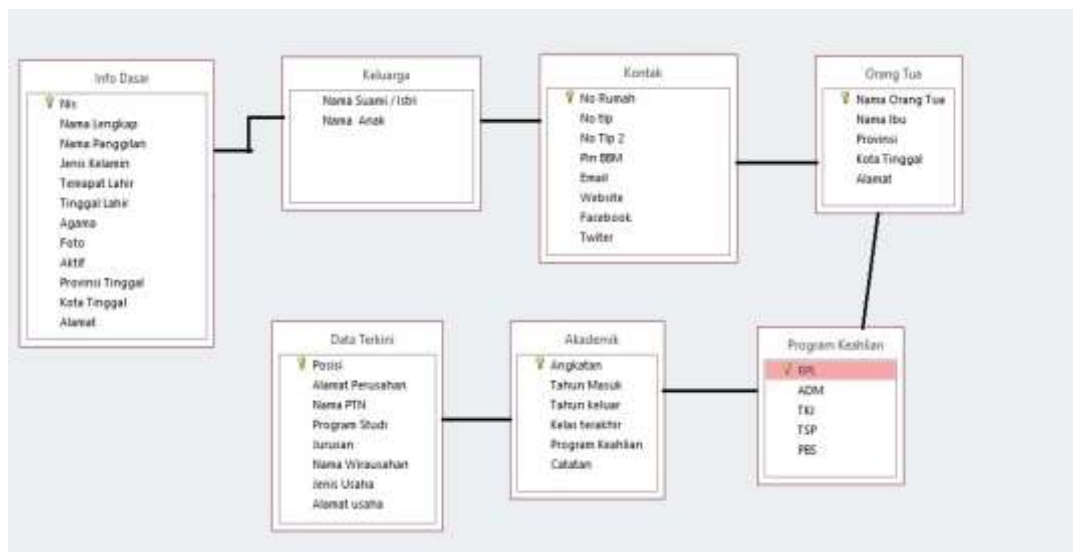 Info Dasar
Nis
Nama Lengkap
Nama Panggilan
Jenis Kelamin
Temapat Lahir
Tinggal Lahir
Agama
Foto
Aktif
Provinsi Tinggal
Kota Tinggal
Alamat
Keluarga
Nama Suami / Istri
Nama Anak
Kontak
No Rumah
No tlp
No Tlp 2
Pin BBM
Email
Website
Facebook
Twiter
Orang Tua
Nama Orang Tua
Nama Ibu
Provinsi
Kota Tinggal
Alamat
Data Terkini
Posisi
Alamat Perusahan
Nama PTN
Program Studi
Jurusan
Nama Wirausahan
Jenis Usaha
Alamat usaha
Akademik
Angkatan
Tahun Masuk
Tahun keluar
Kelas terakhir
Program Keahlian
Catatan
Program Keahlian
RPL
ADM
TKJ
TSP
PBS